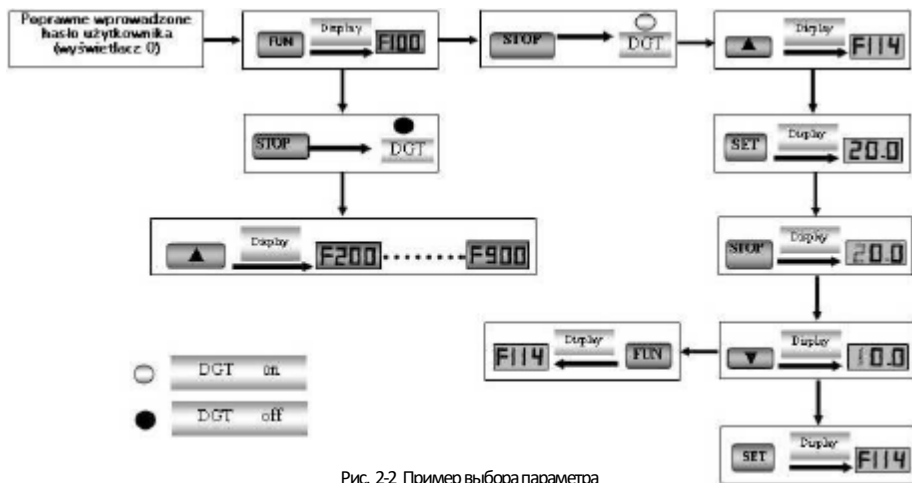 Poprawne wprowadzone
hasło użytkownika
(wyświetlacz 0)
FUN
Display
F100
STOP
DGT
▲
Display
F114
STOP
DGT
SET
Display
20.0
▲
Display
F200 ........ F900
STOP
Display
20.0
F114
Display
FUN
▼
Display
10.0
DGT on
DGT off
SET
Display
F114
Рис. 2-2 Пример выбора параметра